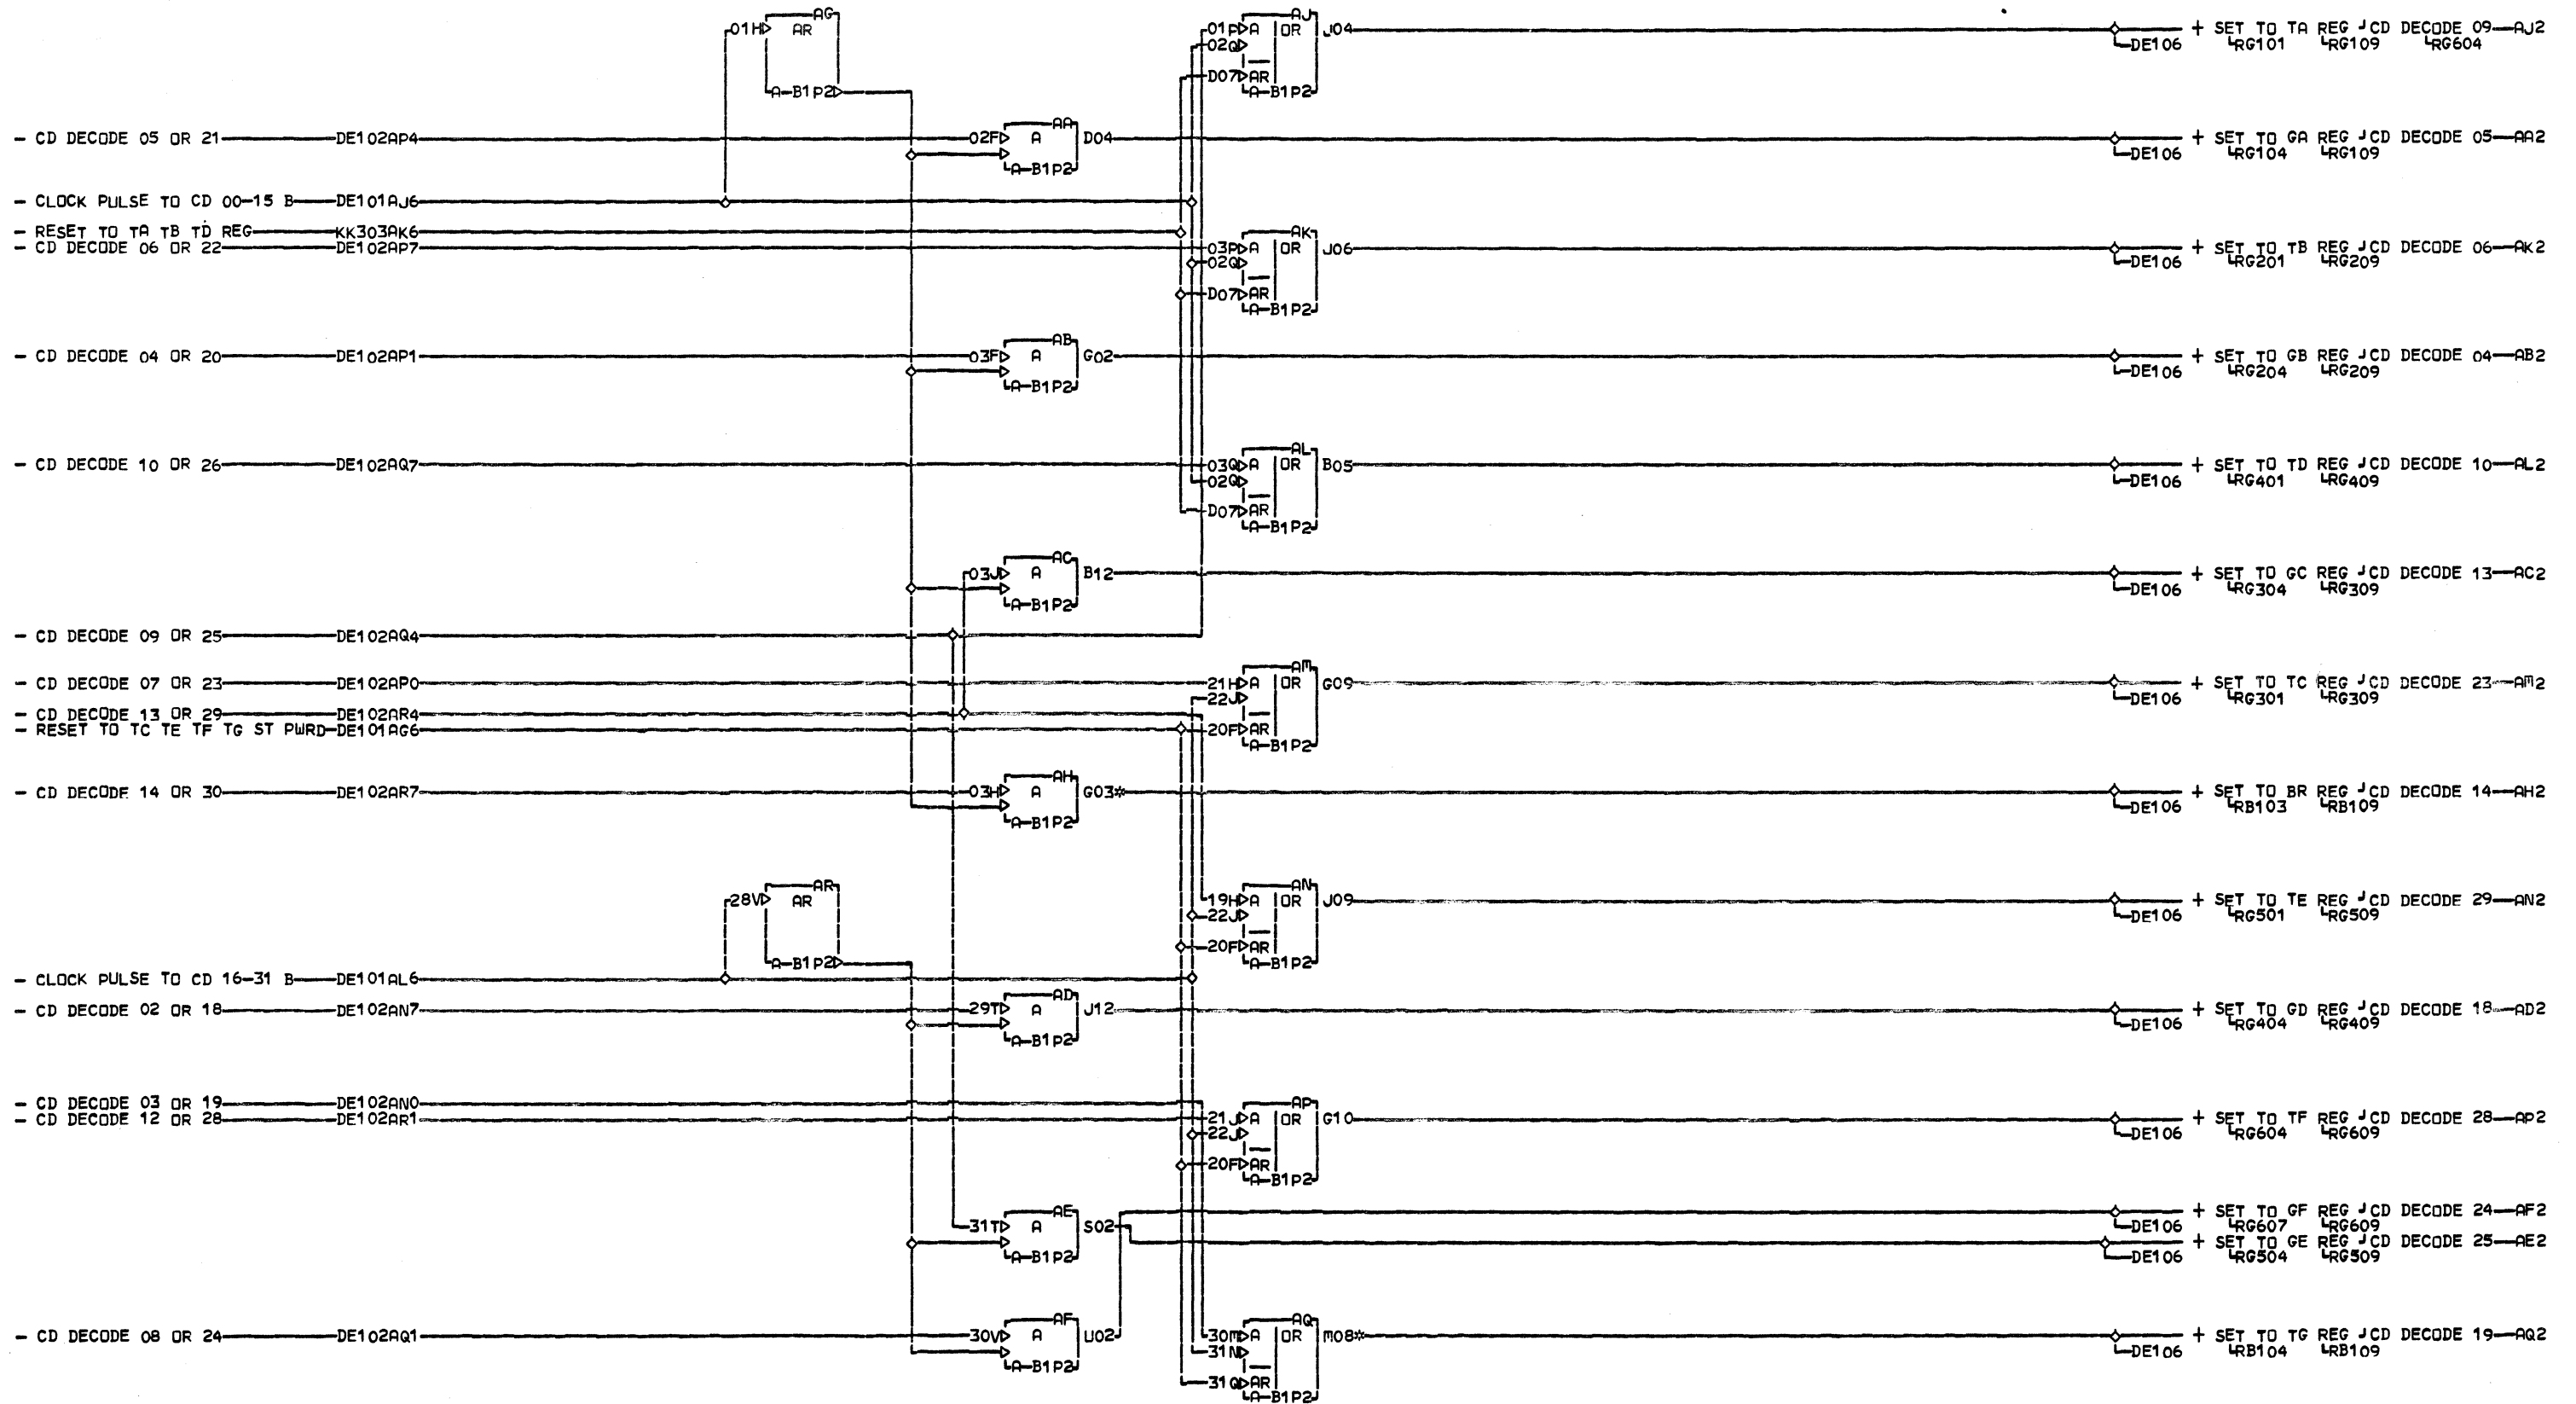 AG AJ
01H AR 01P A OR J04 + SET TO TA REG ┘CD DECODE 09—AJ2
02Q DE106 RG101 RG109 RG604
D07 AR
A—B1P2 A—B1P2
AA
- CD DECODE 05 OR 21 DE102AP4 02F A D04 + SET TO GA REG ┘CD DECODE 05—AA2
DE106 RG104 RG109
A—B1P2
- CLOCK PULSE TO CD 00—15 B DE101AJ6
- RESET TO TA TB TD REG KK303AK6 AK
- CD DECODE 06 OR 22 DE102AP7 03P A OR J06 + SET TO TB REG ┘CD DECODE 06—AK2
02Q DE106 RG201 RG209
D07 AR
A—B1P2
AB
- CD DECODE 04 OR 20 DE102AP1 03F A G02 + SET TO GB REG ┘CD DECODE 04—AB2
DE106 RG204 RG209
A—B1P2
AL
- CD DECODE 10 OR 26 DE102AQ7 03Q A OR B05 + SET TO TD REG ┘CD DECODE 10—AL2
02Q DE106 RG401 RG409
D07 AR
A—B1P2
AC
03J A B12 + SET TO GC REG ┘CD DECODE 13—AC2
DE106 RG304 RG309
A—B1P2
- CD DECODE 09 OR 25 DE102AQ4
AM
- CD DECODE 07 OR 23 DE102AP0 21H A OR G09 + SET TO TC REG ┘CD DECODE 23—AM2
22J DE106 RG301 RG309
- CD DECODE 13 OR 29 DE102AR4
- RESET TO TC TE TF TG ST PWRD DE101AG6 20F AR
A—B1P2
AH
- CD DECODE 14 OR 30 DE102AR7 03H A G03* + SET TO BR REG ┘CD DECODE 14—AH2
DE106 RB103 RB109
A—B1P2
AR AN
28V AR 19H A OR J09 + SET TO TE REG ┘CD DECODE 29—AN2
22J DE106 RG501 RG509
20F AR
A—B1P2 A—B1P2
- CLOCK PULSE TO CD 16—31 B DE101AL6
AD
- CD DECODE 02 OR 18 DE102AN7 29T A J12 + SET TO GD REG ┘CD DECODE 18—AD2
DE106 RG404 RG409
A—B1P2
- CD DECODE 03 OR 19 DE102AN0 AP
- CD DECODE 12 OR 28 DE102AR1 21J A OR G10 + SET TO TF REG ┘CD DECODE 28—AP2
22J DE106 RG604 RG609
20F AR
A—B1P2
AE + SET TO GF REG ┘CD DECODE 24—AF2
31T A S02 DE106 RG607 RG609
+ SET TO GE REG ┘CD DECODE 25—AE2
A—B1P2 DE106 RG504 RG509
AF AQ
- CD DECODE 08 OR 24 DE102AQ1 30V A U02 30M A OR M08* + SET TO TG REG ┘CD DECODE 19—AQ2
31N DE106 RB104 RB109
A—B1P2 31Q AR
A—B1P2